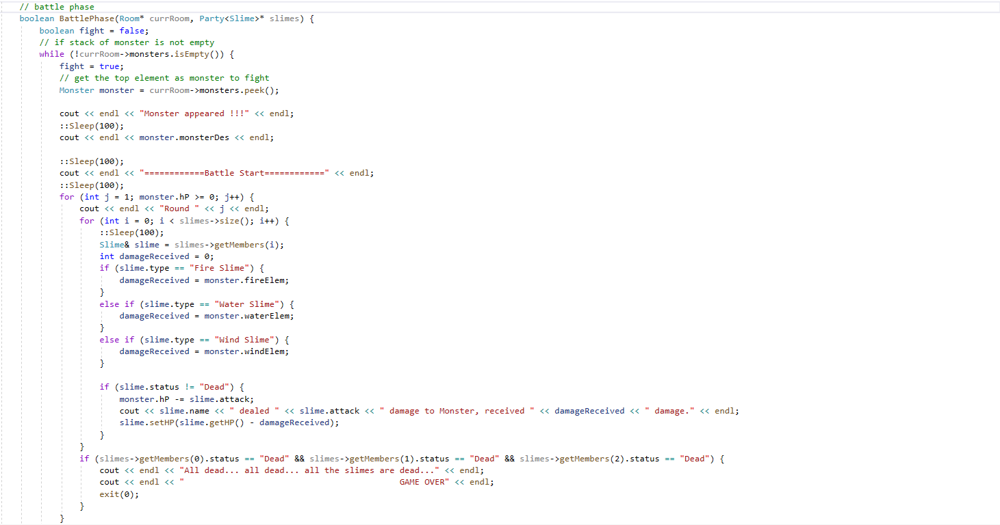 // battle phase
boolean BattlePhase(Room* currRoom, Party<Slime>* slimes) {
    boolean fight = false;
    // if stack of monster is not empty
    while (!currRoom->monsters.isEmpty()) {
        fight = true;
        // get the top element as monster to fight
        Monster monster = currRoom->monsters.peek();

        cout << endl << "Monster appeared !!!" << endl;
        ::Sleep(100);
        cout << endl << monster.monsterDes << endl;

        ::Sleep(100);
        cout << endl << "============Battle Start============" << endl;
        ::Sleep(100);
        for (int j = 1; monster.hP >= 0; j++) {
            cout << endl << "Round " << j << endl;
            for (int i = 0; i < slimes->size(); i++) {
                ::Sleep(100);
                Slime& slime = slimes->getMembers(i);
                int damageReceived = 0;
                if (slime.type == "Fire Slime") {
                    damageReceived = monster.fireElem;
                }
                else if (slime.type == "Water Slime") {
                    damageReceived = monster.waterElem;
                }
                else if (slime.type == "Wind Slime") {
                    damageReceived = monster.windElem;
                }

                if (slime.status != "Dead") {
                    monster.hP -= slime.attack;
                    cout << slime.name << " dealed " << slime.attack << " damage to Monster, received " << damageReceived << " damage." << endl;
                    slime.setHP(slime.getHP() - damageReceived);
                }
            }
            if (slimes->getMembers(0).status == "Dead" && slimes->getMembers(1).status == "Dead" && slimes->getMembers(2).status == "Dead") {
                cout << endl << "All dead... all dead... all the slimes are dead..." << endl;
                cout << endl << "                                           GAME OVER" << endl;
                exit(0);
            }
        }